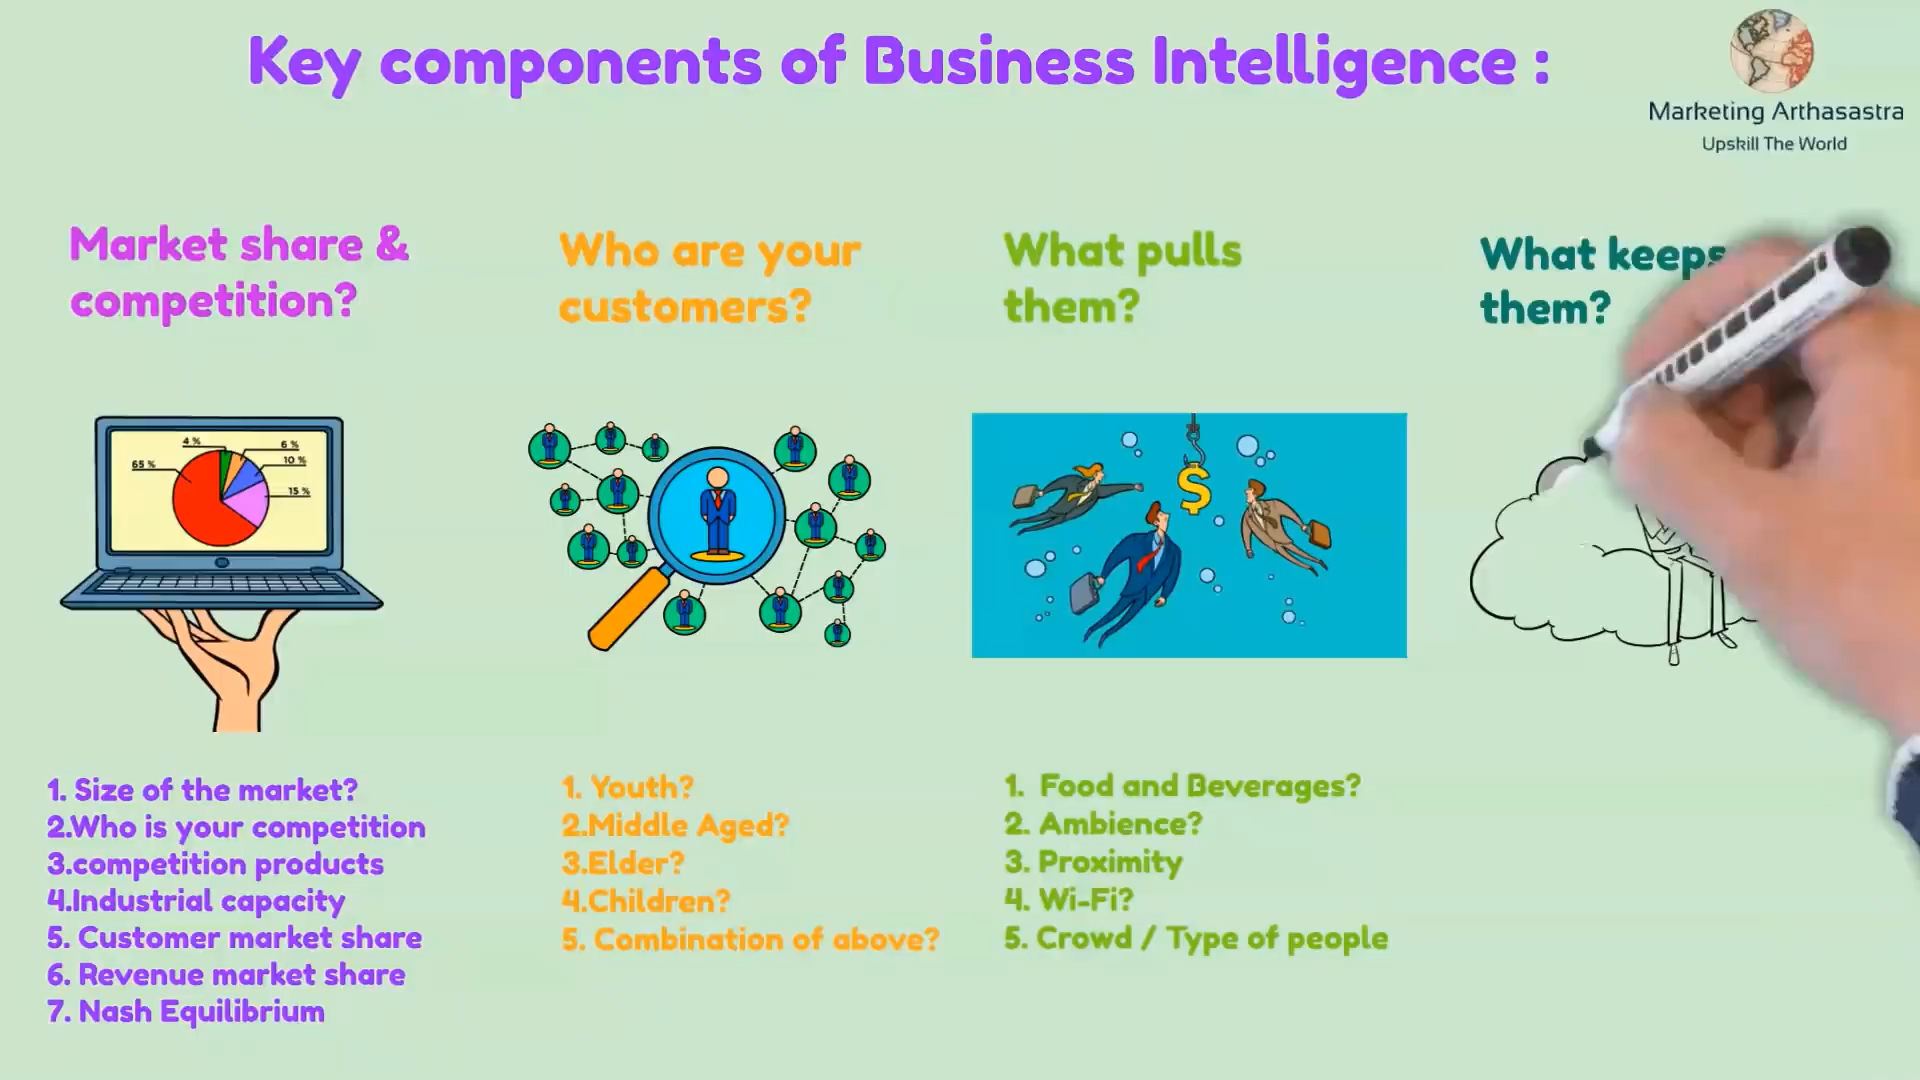 Key components of Business Intelligence :
Marketing Arthasastra
Upskill The World
Market share &
competition?
Who are your
customers?
What pulls
them?
What keeps
them?
4 %
6 %
10 %
65 %
15 %
$
1. Size of the market?
2.Who is your competition
3.competition products
4.Industrial capacity
5. Customer market share
6. Revenue market share
7. Nash Equilibrium
1. Youth?
2.Middle Aged?
3.Elder?
4.Children?
5. Combination of above?
1. Food and Beverages?
2. Ambience?
3. Proximity
4. Wi-Fi?
5. Crowd / Type of people